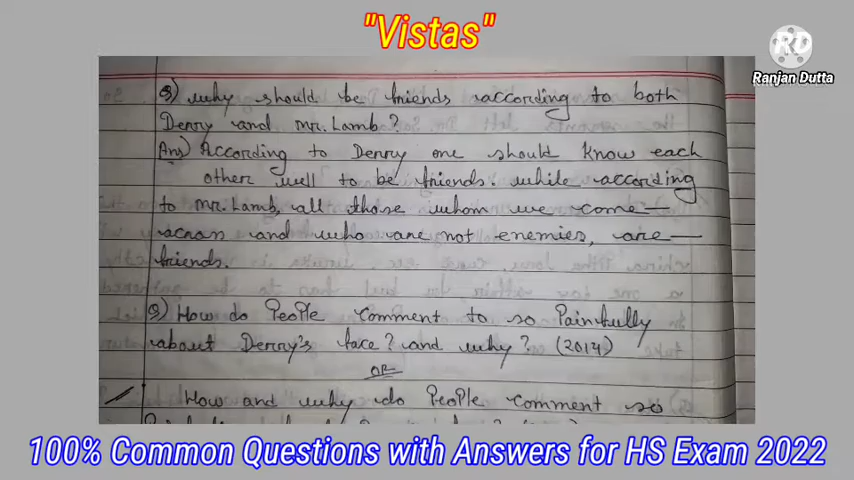 "Vistas"
RD
Ranjan Dutta
Q) why should be friends according to both
Derry and Mr. Lamb?
Ans) According to Derry one should know each
other well to be friends. while according
to Mr. Lamb, all those whom we come
across and who are not enemies, are
friends.
Q) How do People comment to so Painfully
about Derry's face? and why? (2014)
OR
How and why do People comment so
100% Common Questions with Answers for HS Exam 2022